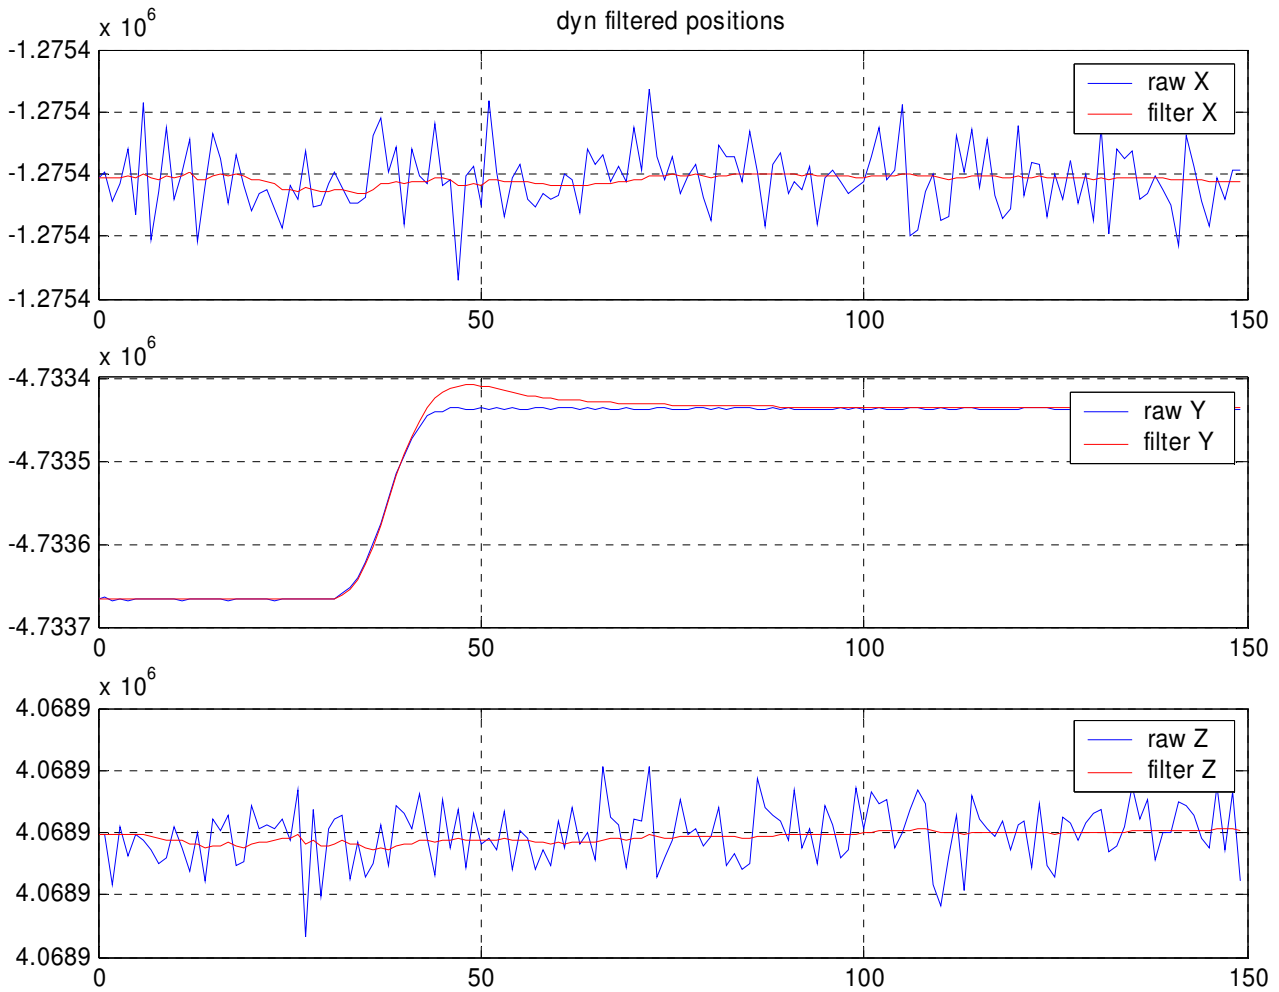 dyn filtered positions
x 10^6
-1.2754
-1.2754
-1.2754
-1.2754
-1.2754
0 50 100 150
raw X
filter X
x 10^6
-4.7334
-4.7335
-4.7336
-4.7337
0 50 100 150
raw Y
filter Y
x 10^6
4.0689
4.0689
4.0689
4.0689
4.0689
0 50 100 150
raw Z
filter Z